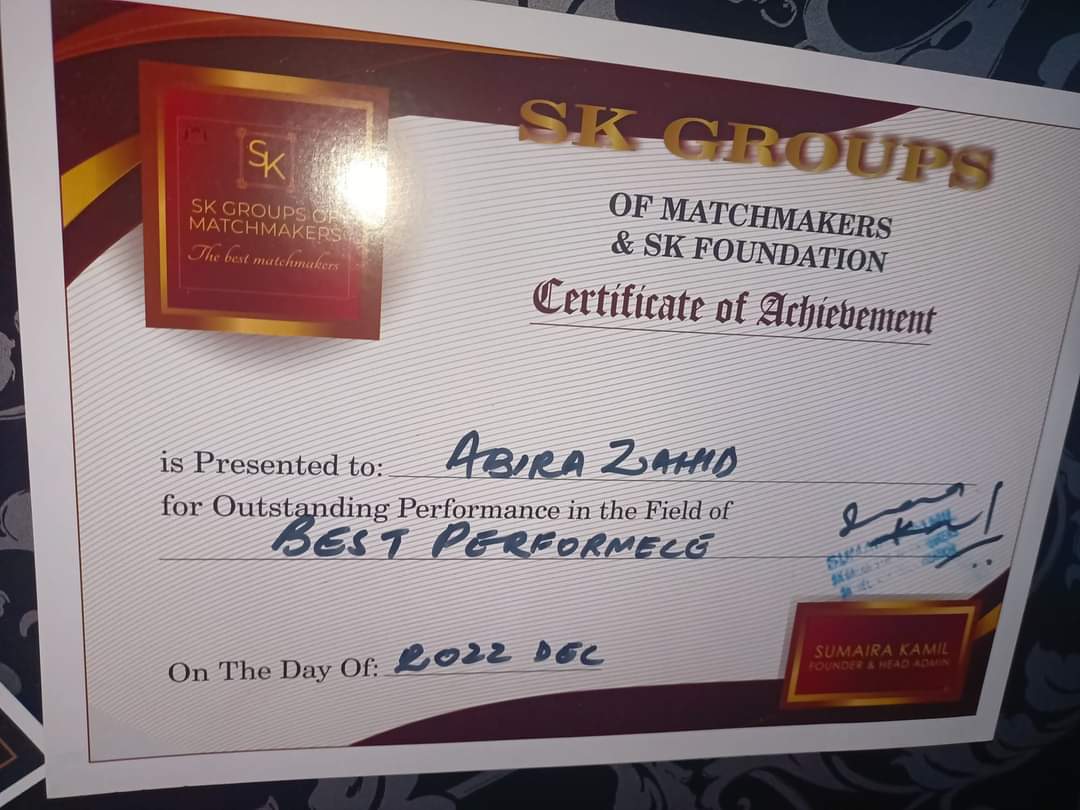 SK
SK GROUPS OF
MATCHMAKERS
The best matchmakers
SK GROUPS
OF MATCHMAKERS
& SK FOUNDATION
Certificate of Achievement
is Presented to: ABIRA ZAHID
for Outstanding Performance in the Field of
BEST PERFORMECE
On The Day Of: 2022 DEC
SUMAIRA KAMIL
FOUNDER & HEAD ADMIN